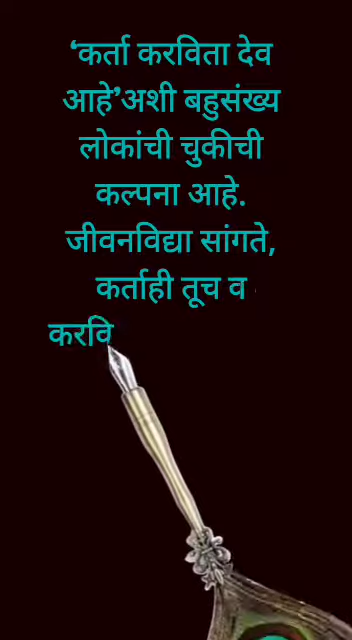 ‘कर्ता करविता देव
आहे’अशी बहुसंख्य
लोकांची चुकीची
कल्पना आहे.
जीवनविद्या सांगते,
कर्ताही तूच व
करवि